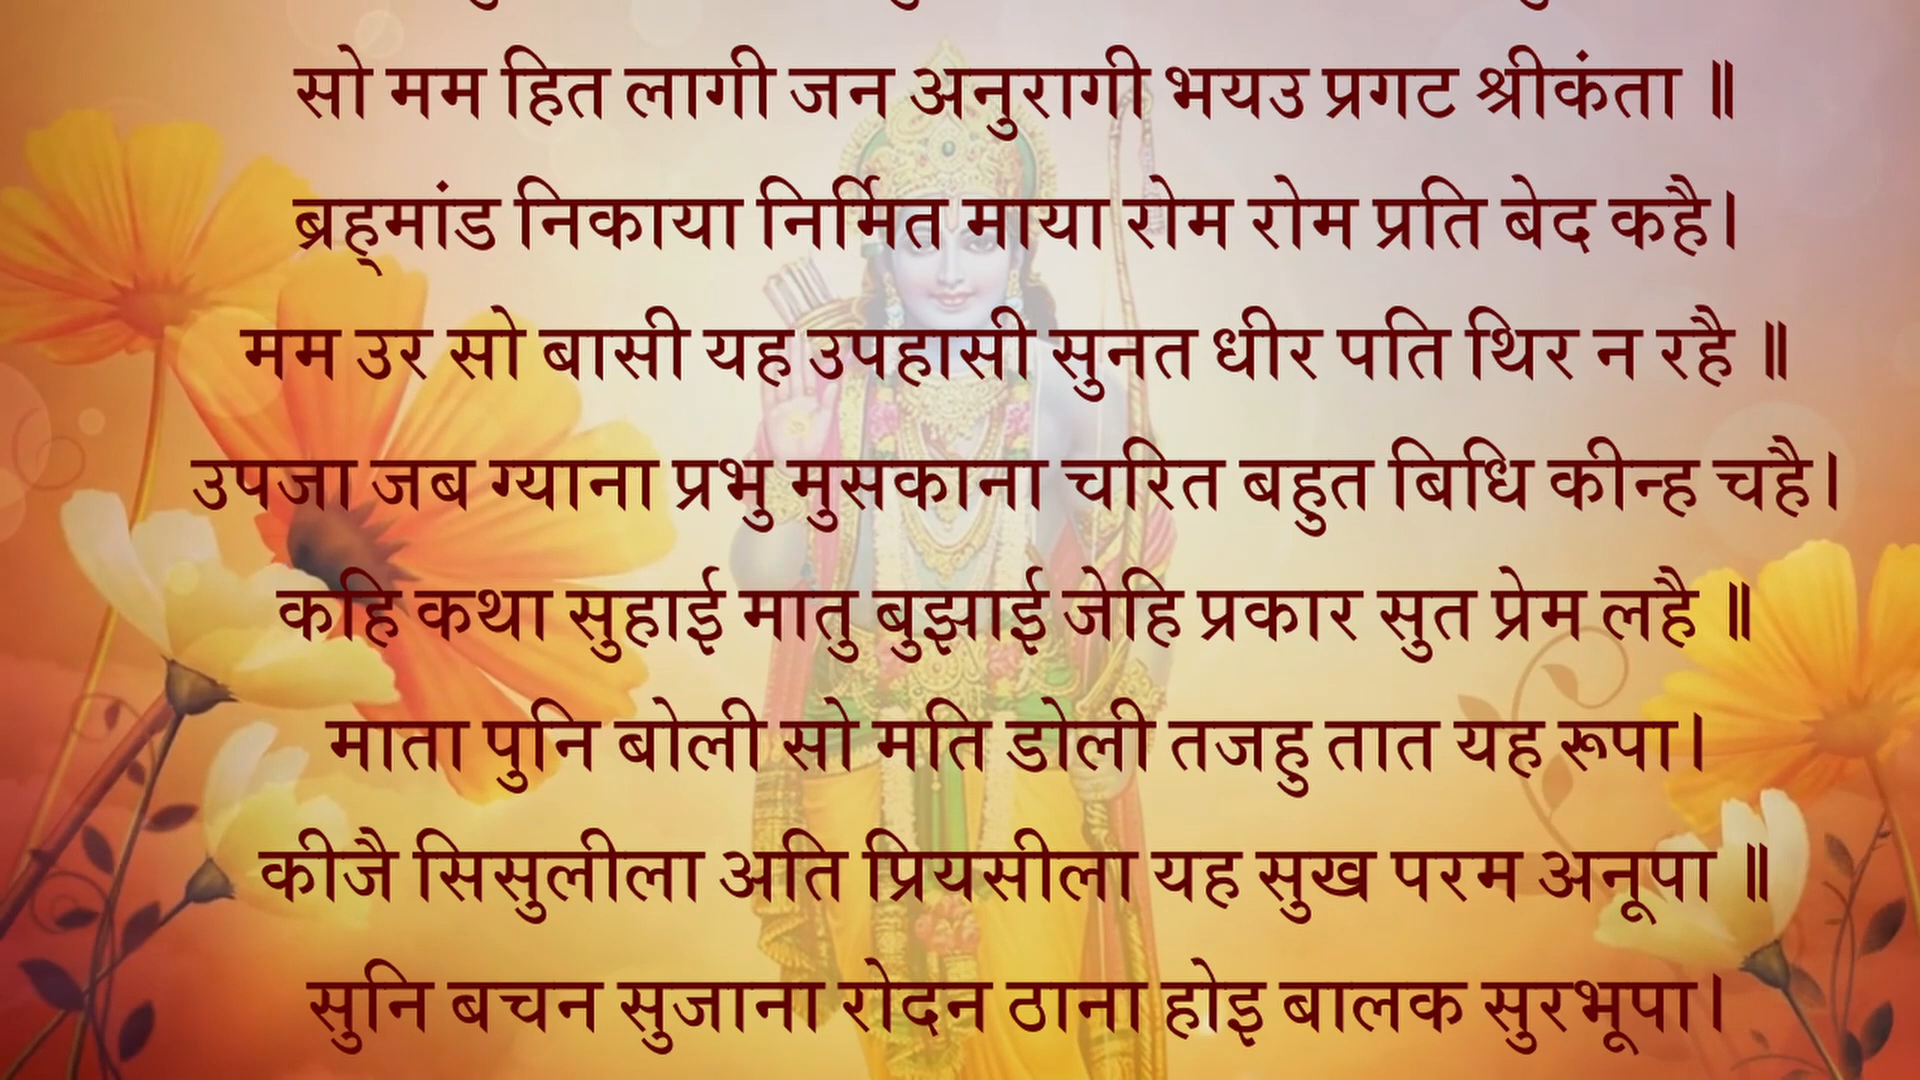 सो मम हित लागी जन अनुरागी भयउ प्रगट श्रीकंता ॥
ब्रह्मांड निकाया निर्मित माया रोम रोम प्रति बेद कहै।
मम उर सो बासी यह उपहासी सुनत धीर पति थिर न रहै ॥
उपजा जब ग्याना प्रभु मुसकाना चरित बहुत बिधि कीन्ह चहै।
कहि कथा सुहाई मातु बुझाई जेहि प्रकार सुत प्रेम लहै ॥
माता पुनि बोली सो मति डोली तजहु तात यह रूपा।
कीजै सिसुलीला अति प्रियसीला यह सुख परम अनूपा ॥
सुनि बचन सुजाना रोदन ठाना होइ बालक सुरभूपा।